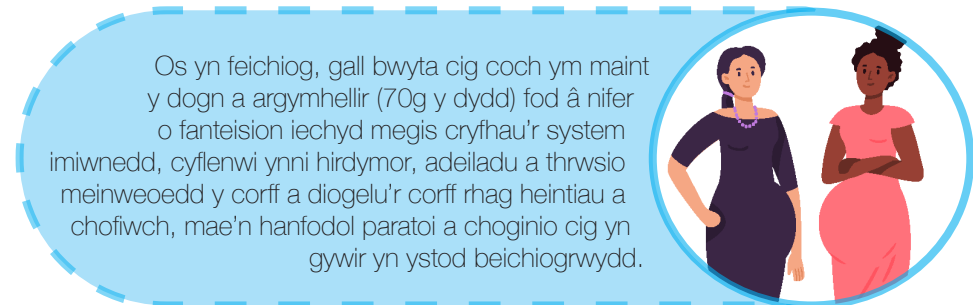 Os yn feichiog, gall bwyta cig coch ym maint
y dogn a argymhellir (70g y dydd) fod â nifer
o fanteision iechyd megis cryfhau’r system
imiwnedd, cyflenwi ynni hirdymor, adeiladu a thrwsio
meinweoedd y corff a diogelu’r corff rhag heintiau a
chofiwch, mae’n hanfodol paratoi a choginio cig yn
gywir yn ystod beichiogrwydd.